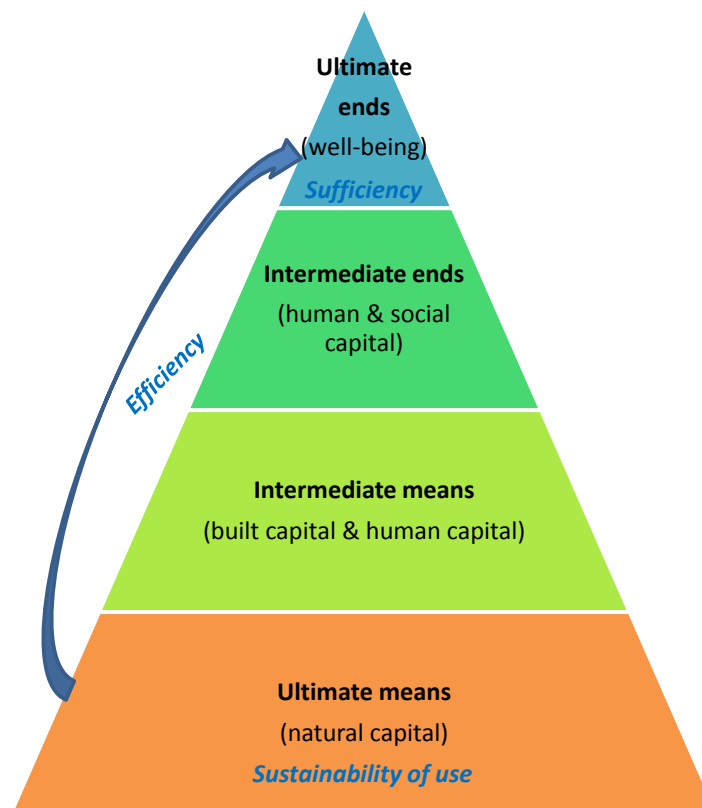 Ultimate
ends
(well-being)
Sufficiency
Intermediate ends
(human & social
capital)
Efficiency
Intermediate means
(built capital & human capital)
Ultimate means
(natural capital)
Sustainability of use